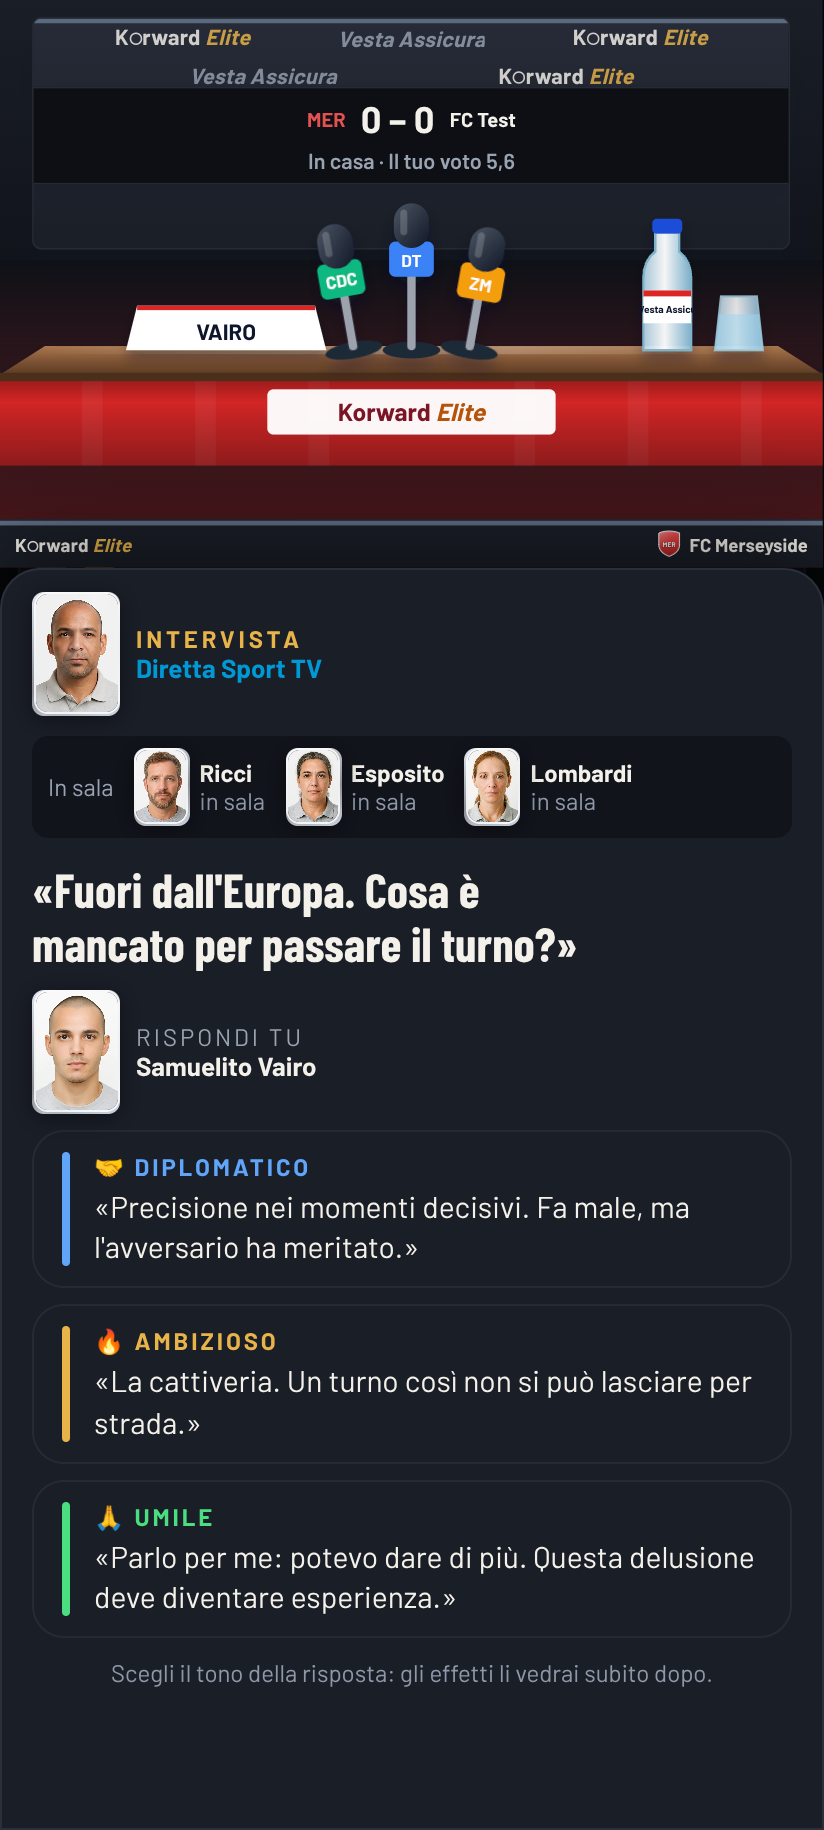 Korward Elite Vesta Assicura Korward Elite
Vesta Assicura Korward Elite
MER 0 – 0 FC Test
In casa · Il tuo voto 5,6
CDC DT ZM
VAIRO
esta Assicu
Korward Elite
Korward Elite MER FC Merseyside
INTERVISTA
Diretta Sport TV
In sala
Ricci
in sala
Esposito
in sala
Lombardi
in sala
«Fuori dall'Europa. Cosa è
mancato per passare il turno?»
RISPONDI TU
Samuelito Vairo
DIPLOMATICO
«Precisione nei momenti decisivi. Fa male, ma
l'avversario ha meritato.»
AMBIZIOSO
«La cattiveria. Un turno così non si può lasciare per
strada.»
UMILE
«Parlo per me: potevo dare di più. Questa delusione
deve diventare esperienza.»
Scegli il tono della risposta: gli effetti li vedrai subito dopo.